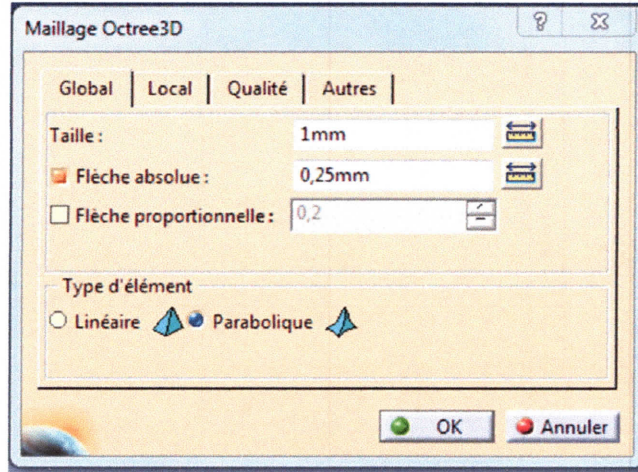 Maillage Octree3D
Global Local Qualité Autres
Taille : 1mm
Flèche absolue : 0,25mm
Flèche proportionnelle : 0,2
Type d'élément
Linéaire Parabolique
OK Annuler